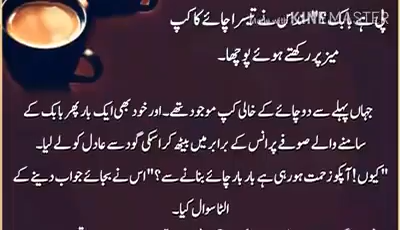 KINEMASTER
اس نے تیسرا چائے کا کپ
میز پر رکھتے ہوئے پوچھا۔
جہاں پہلے سے دو چائے کے خالی کپ موجود تھے۔ اور خود بھی ایک بار پھر بابک کے
سامنے والے صوفے پر انس کے برابر میں بیٹھ کر اسکی گود سے عادل کو لے لیا۔
"کیوں! آپکو زحمت ہو رہی ہے بار بار چائے بنانے سے؟" اس نے بجائے جواب دینے کے
الٹا سوال کیا۔